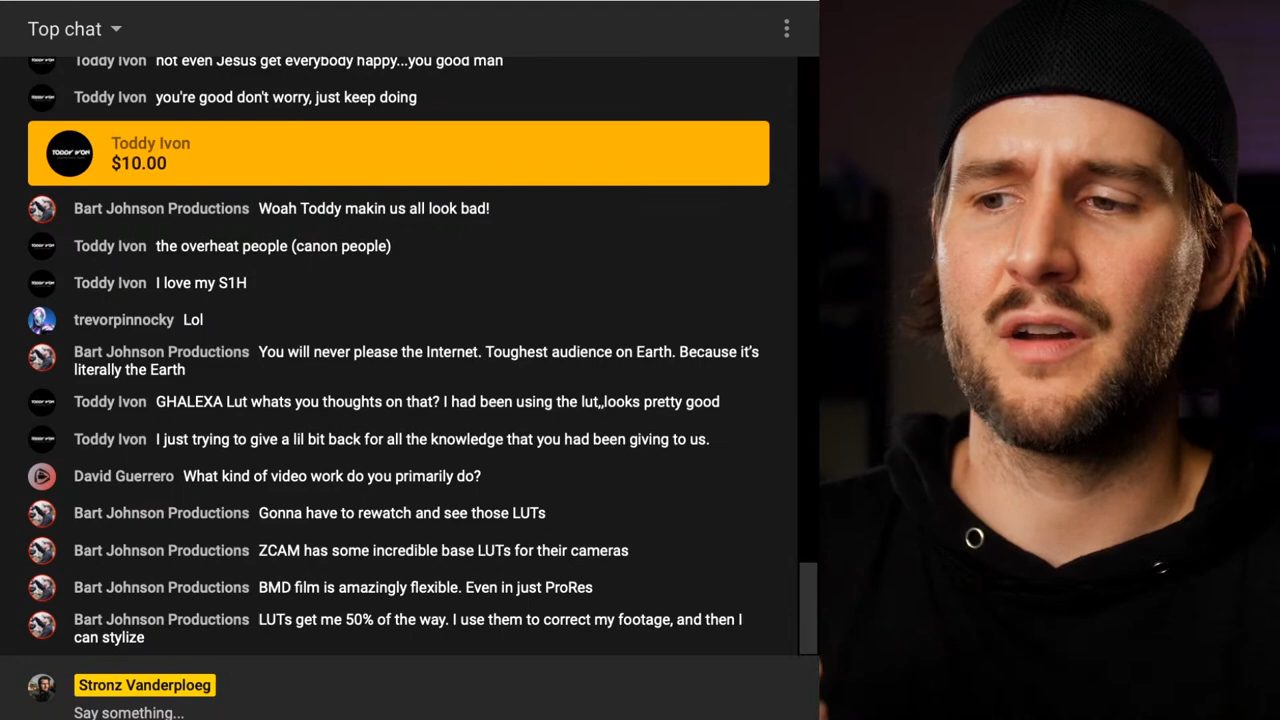 Top chat
Toddy Ivon not even Jesus get everybody happy...you good man
Toddy Ivon you're good don't worry, just keep doing
TODDY IVON
Toddy Ivon
$10.00
Bart Johnson Productions Woah Toddy makin us all look bad!
Toddy Ivon the overheat people (canon people)
Toddy Ivon I love my S1H
trevorpinnocky Lol
Bart Johnson Productions You will never please the Internet. Toughest audience on Earth. Because it’s
literally the Earth
Toddy Ivon GHALEXA Lut whats you thoughts on that? I had been using the lut,,looks pretty good
Toddy Ivon I just trying to give a lil bit back for all the knowledge that you had been giving to us.
David Guerrero What kind of video work do you primarily do?
Bart Johnson Productions Gonna have to rewatch and see those LUTs
Bart Johnson Productions ZCAM has some incredible base LUTs for their cameras
Bart Johnson Productions BMD film is amazingly flexible. Even in just ProRes
Bart Johnson Productions LUTs get me 50% of the way. I use them to correct my footage, and then I
can stylize
Stronz Vanderploeg
Say something...